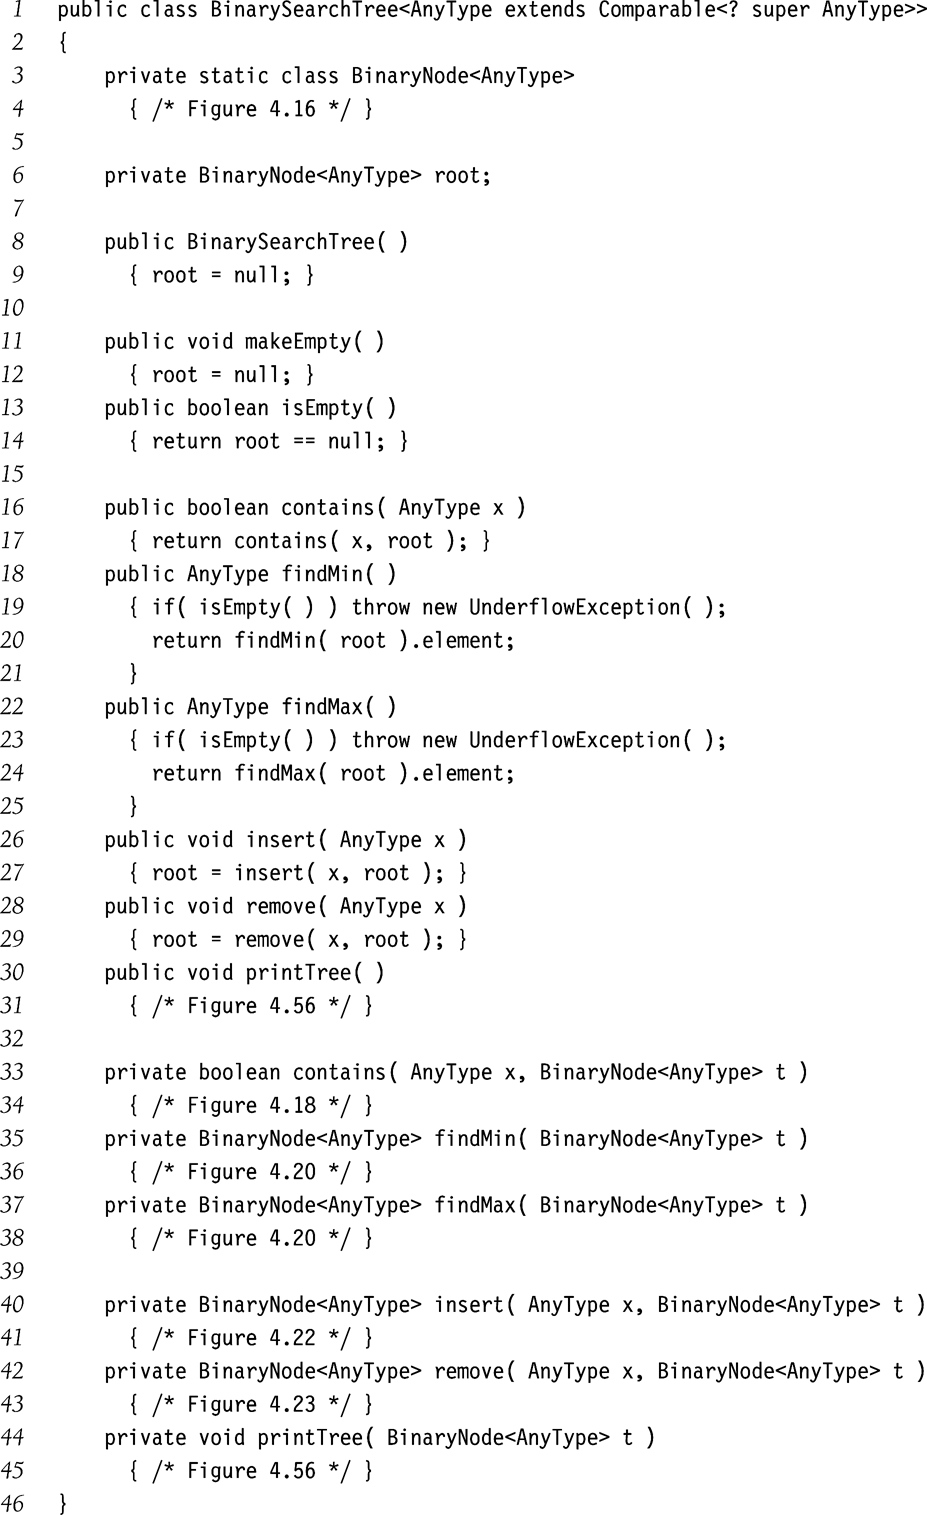 1 public class BinarySearchTree<AnyType extends Comparable<? super AnyType>>
2 {
3     private static class BinaryNode<AnyType>
4       { /* Figure 4.16 */ }
5
6     private BinaryNode<AnyType> root;
7
8     public BinarySearchTree( )
9       { root = null; }
10
11     public void makeEmpty( )
12       { root = null; }
13     public boolean isEmpty( )
14       { return root == null; }
15
16     public boolean contains( AnyType x )
17       { return contains( x, root ); }
18     public AnyType findMin( )
19       { if( isEmpty( ) ) throw new UnderflowException( );
20         return findMin( root ).element;
21       }
22     public AnyType findMax( )
23       { if( isEmpty( ) ) throw new UnderflowException( );
24         return findMax( root ).element;
25       }
26     public void insert( AnyType x )
27       { root = insert( x, root ); }
28     public void remove( AnyType x )
29       { root = remove( x, root ); }
30     public void printTree( )
31       { /* Figure 4.56 */ }
32
33     private boolean contains( AnyType x, BinaryNode<AnyType> t )
34       { /* Figure 4.18 */ }
35     private BinaryNode<AnyType> findMin( BinaryNode<AnyType> t )
36       { /* Figure 4.20 */ }
37     private BinaryNode<AnyType> findMax( BinaryNode<AnyType> t )
38       { /* Figure 4.20 */ }
39
40     private BinaryNode<AnyType> insert( AnyType x, BinaryNode<AnyType> t )
41       { /* Figure 4.22 */ }
42     private BinaryNode<AnyType> remove( AnyType x, BinaryNode<AnyType> t )
43       { /* Figure 4.23 */ }
44     private void printTree( BinaryNode<AnyType> t )
45       { /* Figure 4.56 */ }
46 }